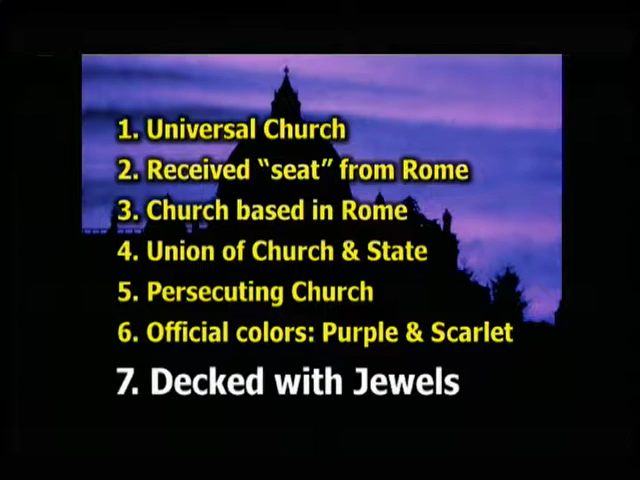 1. Universal Church
2. Received “seat” from Rome
3. Church based in Rome
4. Union of Church & State
5. Persecuting Church
6. Official colors: Purple & Scarlet
7. Decked with Jewels